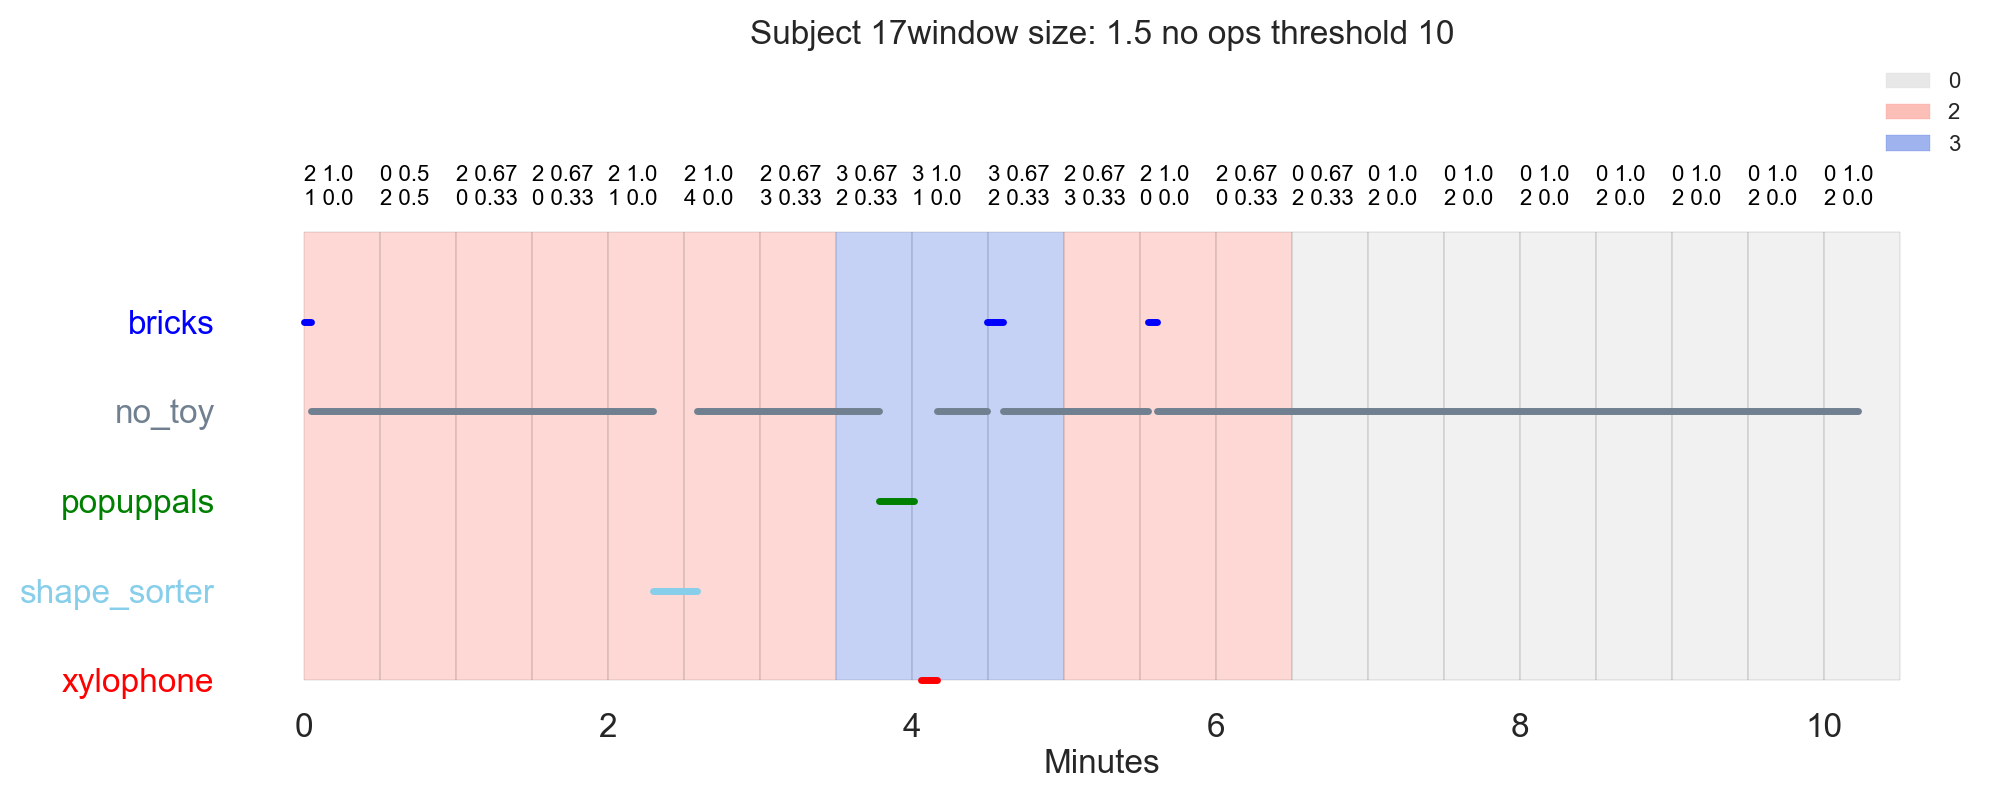 Subject 17window size: 1.5 no ops threshold 10
0
2
3
2 1.0 0 0.5 2 0.67 2 0.67 2 1.0 2 1.0 2 0.67 3 0.67 3 1.0 3 0.67 2 0.67 2 1.0 2 0.67 0 0.67 0 1.0 0 1.0 0 1.0 0 1.0 0 1.0 0 1.0 0 1.0
1 0.0 2 0.5 0 0.33 0 0.33 1 0.0 4 0.0 3 0.33 2 0.33 1 0.0 2 0.33 3 0.33 0 0.0 0 0.33 2 0.33 2 0.0 2 0.0 2 0.0 2 0.0 2 0.0 2 0.0 2 0.0
bricks
no_toy
popuppals
shape_sorter
xylophone
0 2 4 6 8 10
Minutes